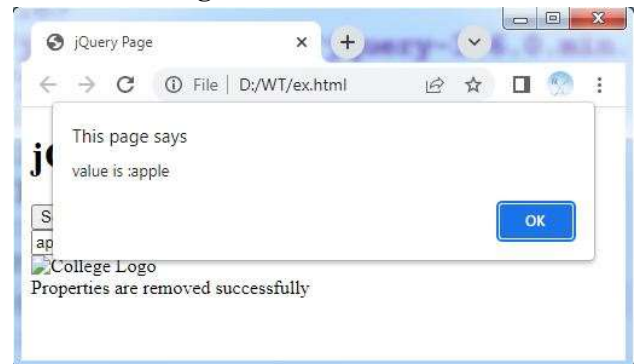 jQuery Page
File | D:/WT/ex.html
This page says
value is :apple
OK
College Logo
Properties are removed successfully